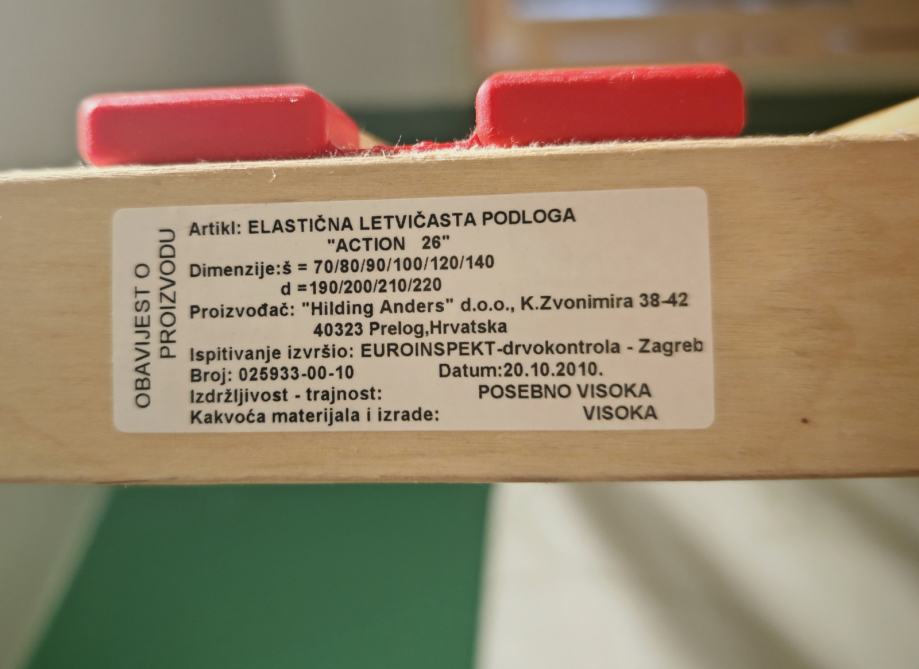 OBAVIJEST O
PROIZVODU
Artikl: ELASTIČNA LETVIČASTA PODLOGA
"ACTION 26"
Dimenzije:š = 70/80/90/100/120/140
d =190/200/210/220
Proizvođač: "Hilding Anders" d.o.o., K.Zvonimira 38-42
40323 Prelog,Hrvatska
Ispitivanje izvršio: EUROINSPEKT-drvokontrola - Zagreb
Broj: 025933-00-10 Datum:20.10.2010.
Izdržljivost - trajnost: POSEBNO VISOKA
Kakvoća materijala i izrade: VISOKA